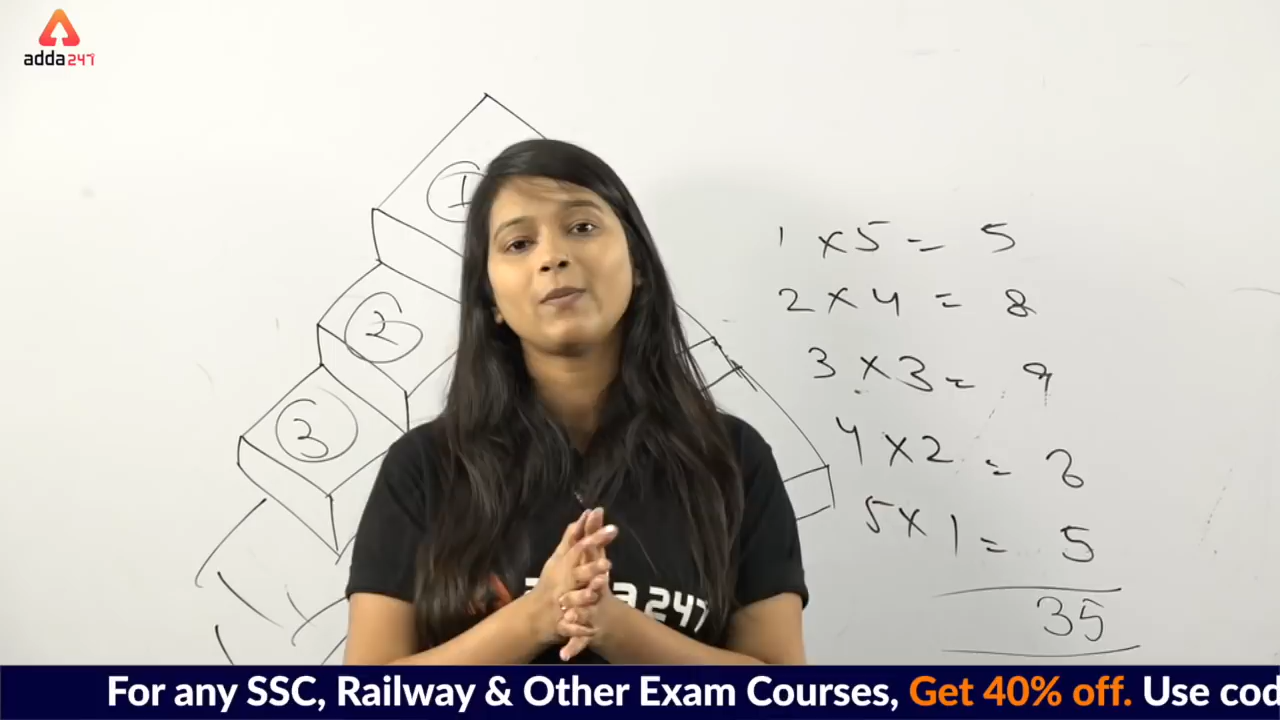 adda247
1
2
3
1 x 5 = 5
2 x 4 = 8
3 x 3 = 9
4 x 2 = 8
5 x 1 = 5
35
247
For any SSC, Railway & Other Exam Courses, Get 40% off. Use cod